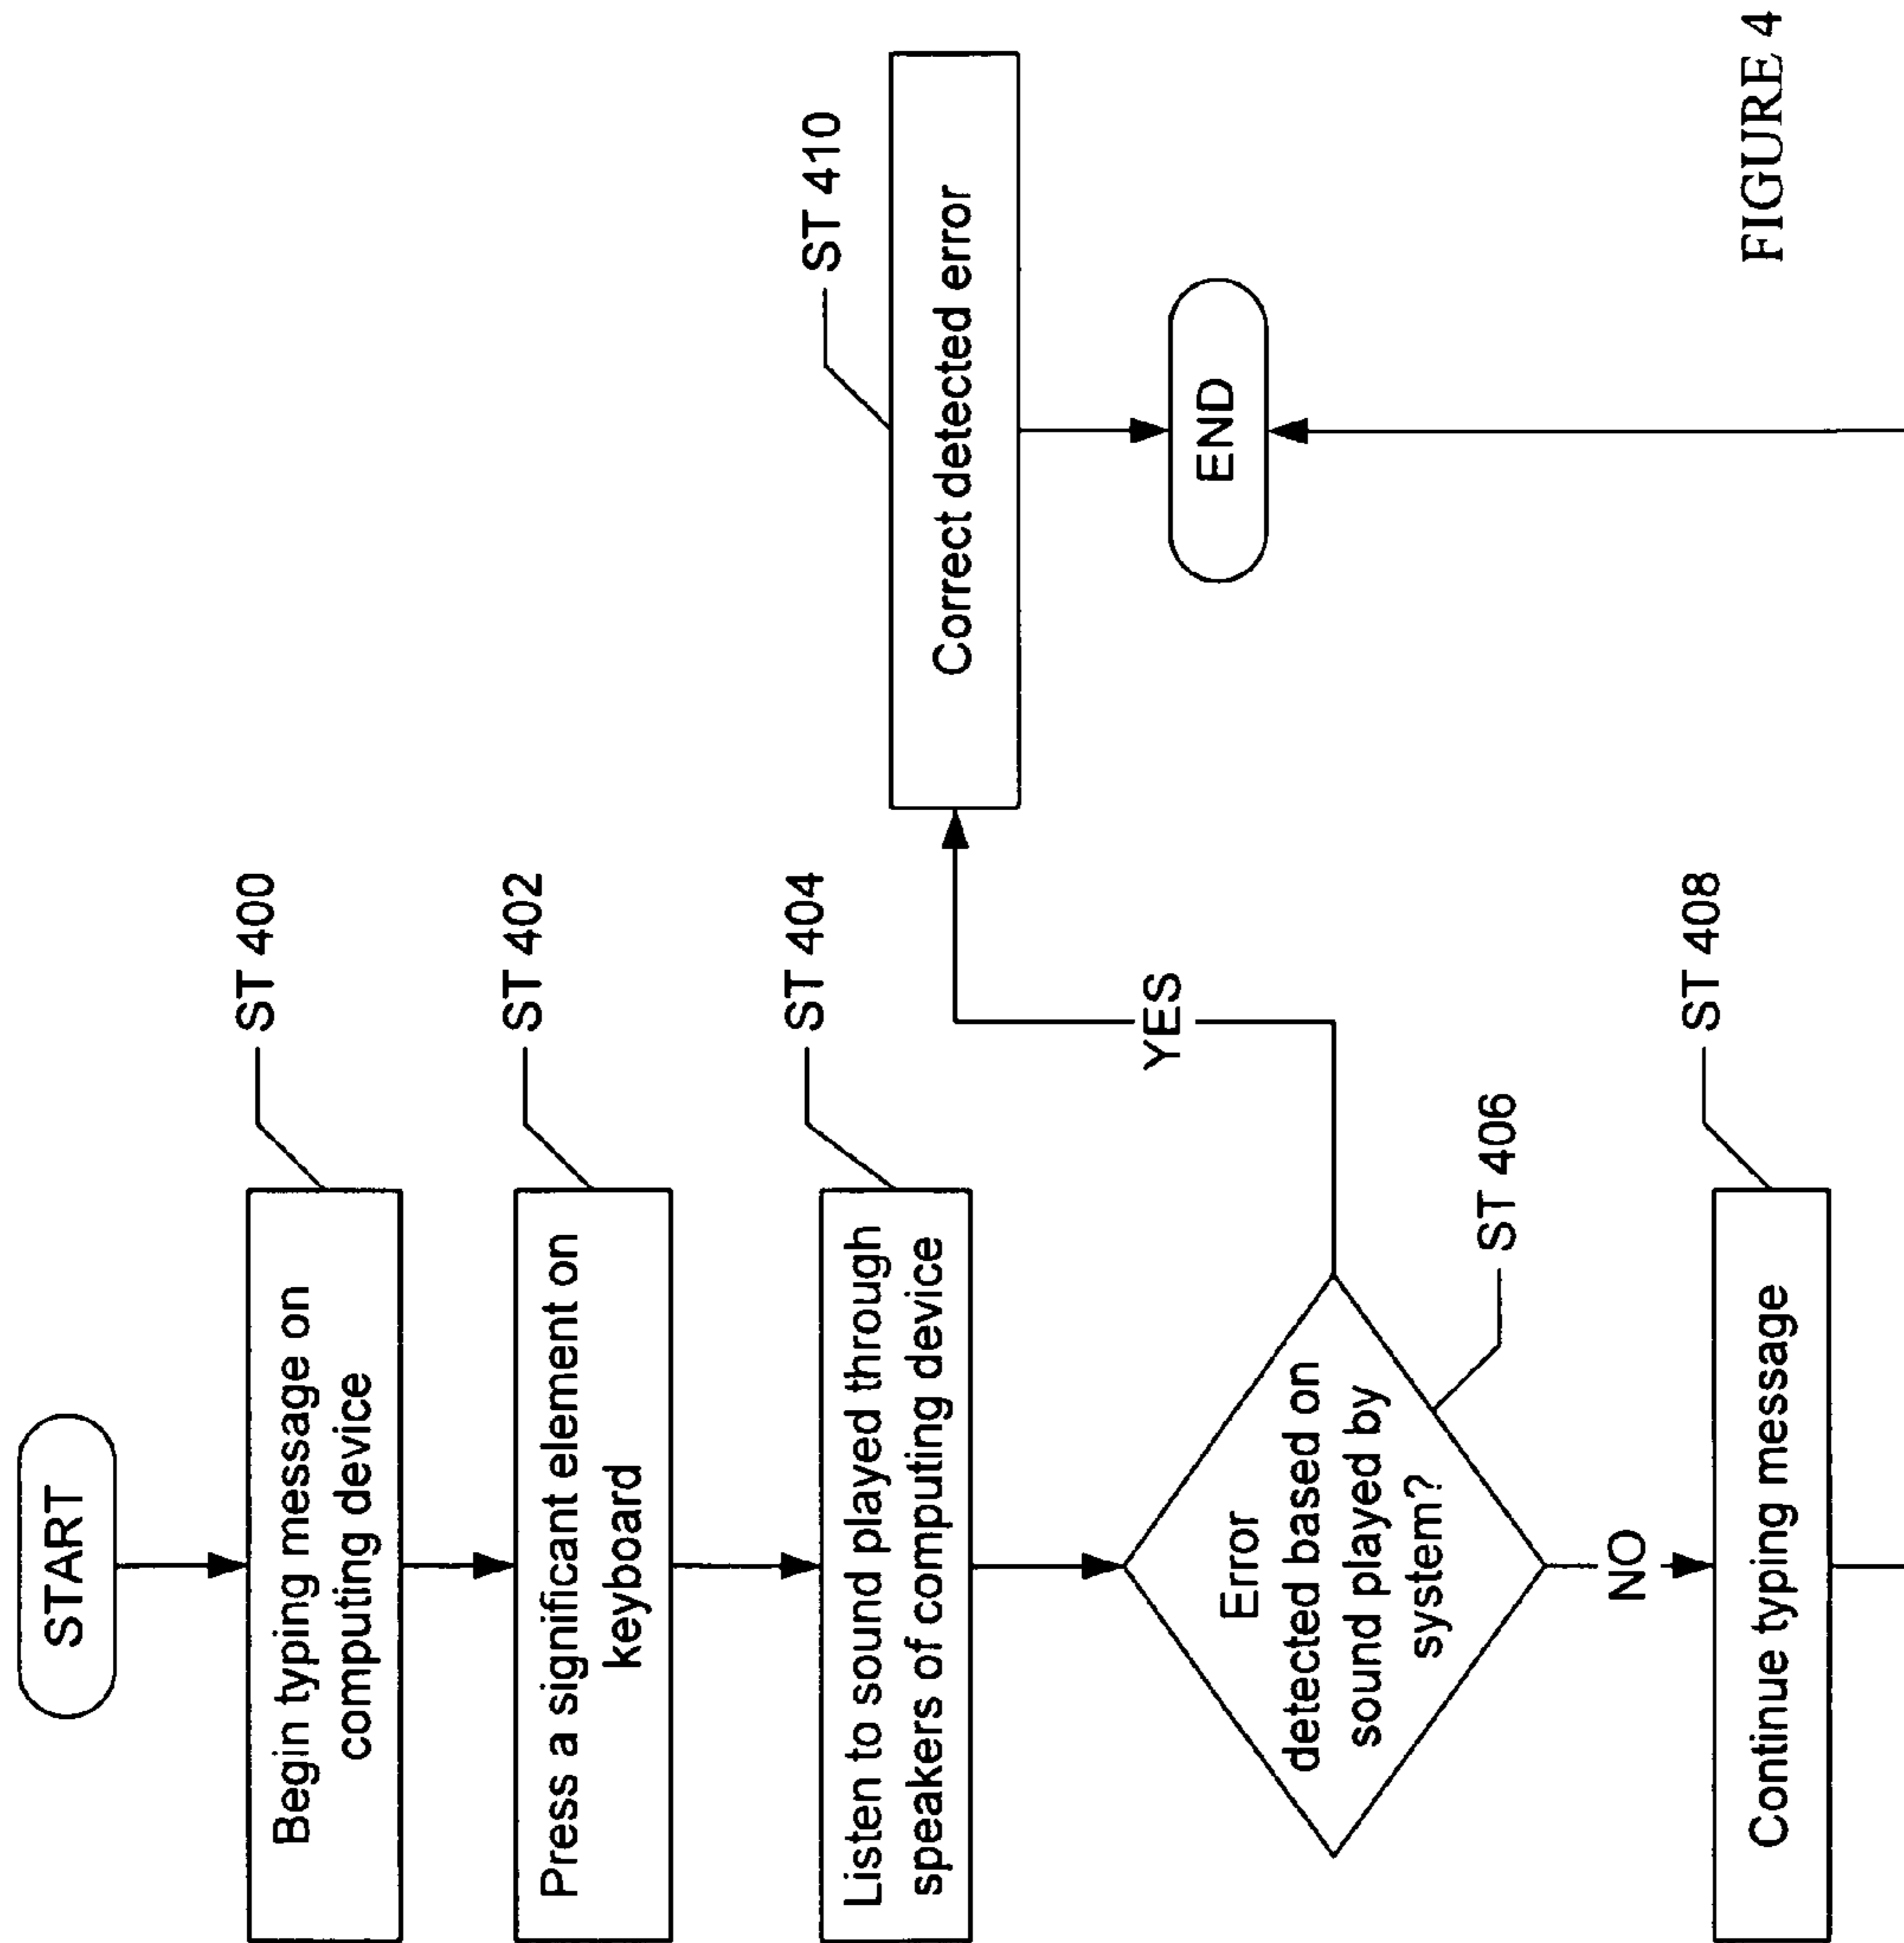 START
ST 400
Begin typing message on
computing device
ST 402
Press a significant element on
keyboard
ST 404
Listen to sound played through
speakers of computing device
Error
detected based on
sound played by
system?
ST 406
YES
NO
ST 408
Continue typing message
ST 410
Correct detected error
END
FIGURE 4